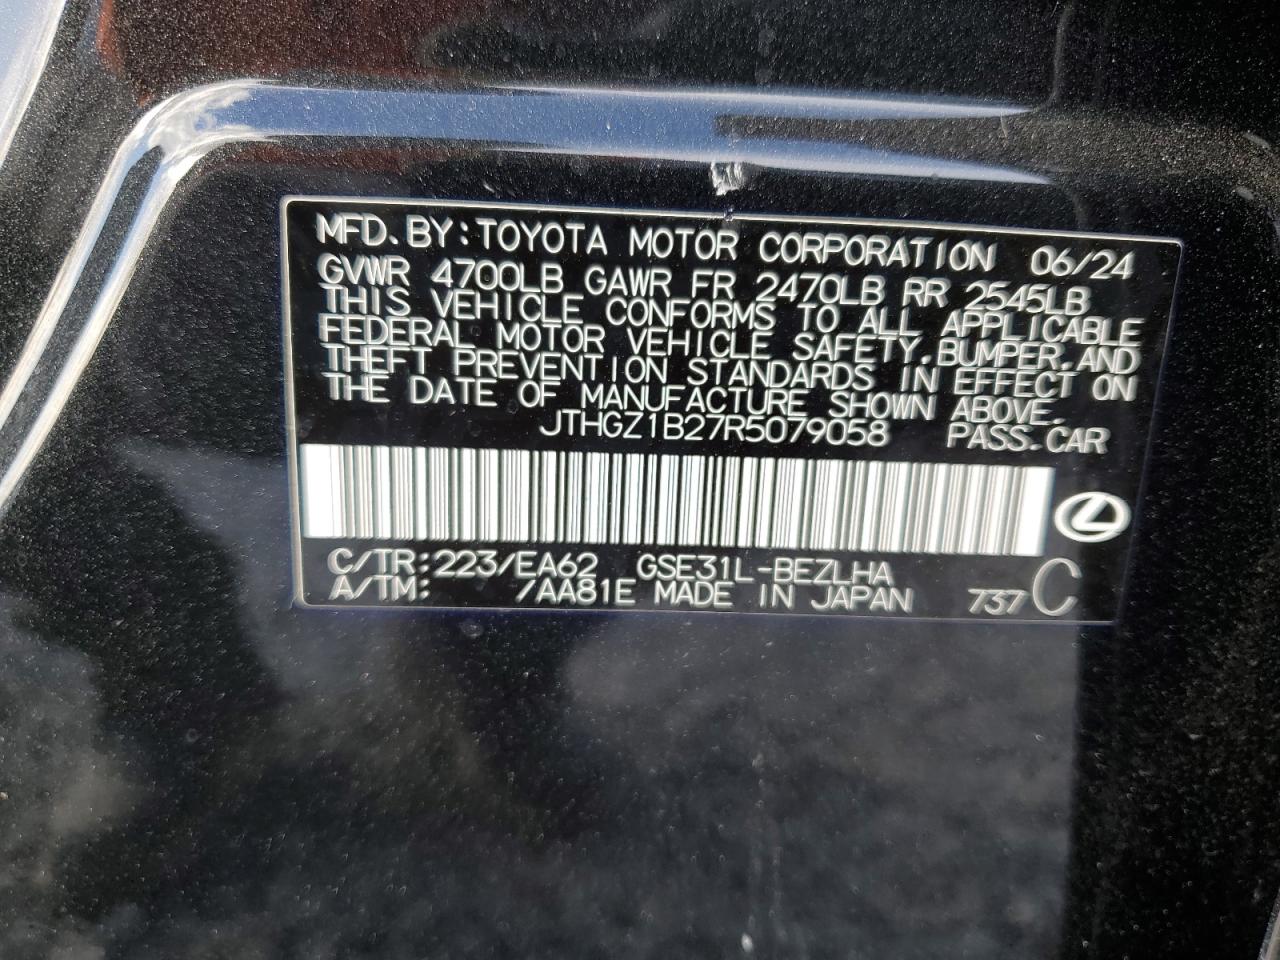 MFD. BY: TOYOTA MOTOR CORPORATION 06/24
GVWR 4700LB GAWR FR 2470LB RR 2545LB
THIS VEHICLE CONFORMS TO ALL APPLICABLE
FEDERAL MOTOR VEHICLE SAFETY, BUMPER, AND
THEFT PREVENTION STANDARDS IN EFFECT ON
THE DATE OF MANUFACTURE SHOWN ABOVE.
JTHGZ1B27R5079058 PASS. CAR
C/TR: 223/EA62 GSE31L-BEZLHA
A/TM: /AA81E MADE IN JAPAN 737 C